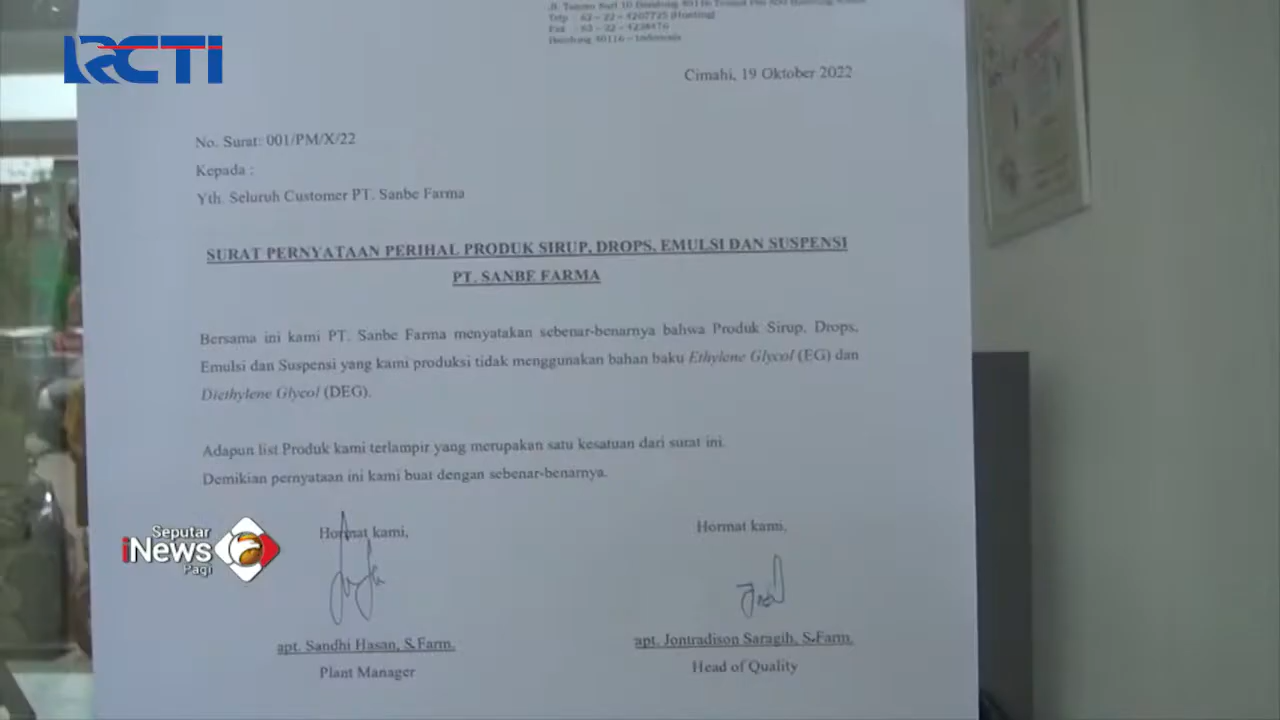 RCTI
Bandung 40116 - Indonesia
Cimahi, 19 Oktober 2022
No. Surat: 001/PM/X/22
Kepada :
Yth. Seluruh Customer PT. Sanbe Farma
SURAT PERNYATAAN PERIHAL PRODUK SIRUP, DROPS, EMULSI DAN SUSPENSI
PT. SANBE FARMA
Bersama ini kami PT. Sanbe Farma menyatakan sebenar-benarnya bahwa Produk Sirup, Drops,
Emulsi dan Suspensi yang kami produksi tidak menggunakan bahan baku Ethylene Glycol (EG) dan
Diethylene Glycol (DEG).
Adapun list Produk kami terlampir yang merupakan satu kesatuan dari surat ini.
Demikian pernyataan ini kami buat dengan sebenar-benarnya.
Hormat kami,
Hormat kami,
apt. Sandhi Hasan, S.Farm.
apt. Jontradison Saragih, S.Farm.
Plant Manager
Head of Quality
Seputar
iNews
Pagi